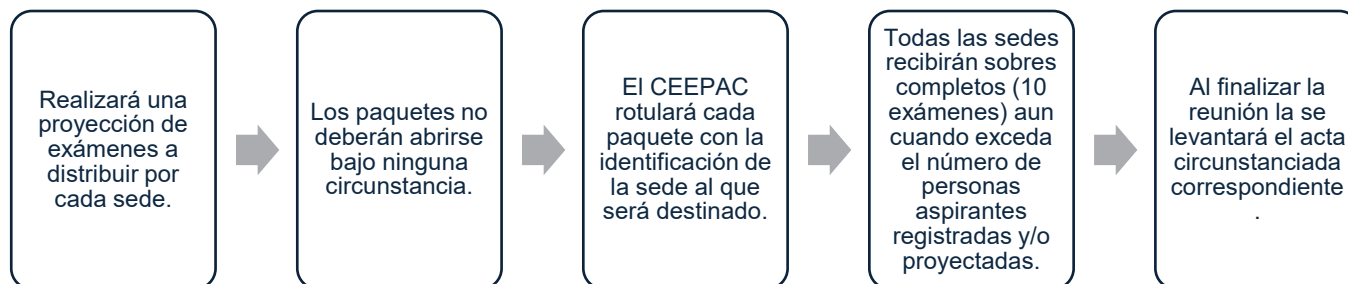 Realizará una
proyección de
exámenes a
distribuir por
cada sede.
Los paquetes no
deberán abrirse
bajo ninguna
circunstancia.
El CEEPAC
rotulará cada
paquete con la
identificación de
la sede al que
será destinado.
Todas las sedes
recibirán sobres
completos (10
exámenes) aun
cuando exceda
el número de
personas
aspirantes
registradas y/o
proyectadas.
Al finalizar la
reunión la se
levantará el acta
circunstanciada
correspondiente
.